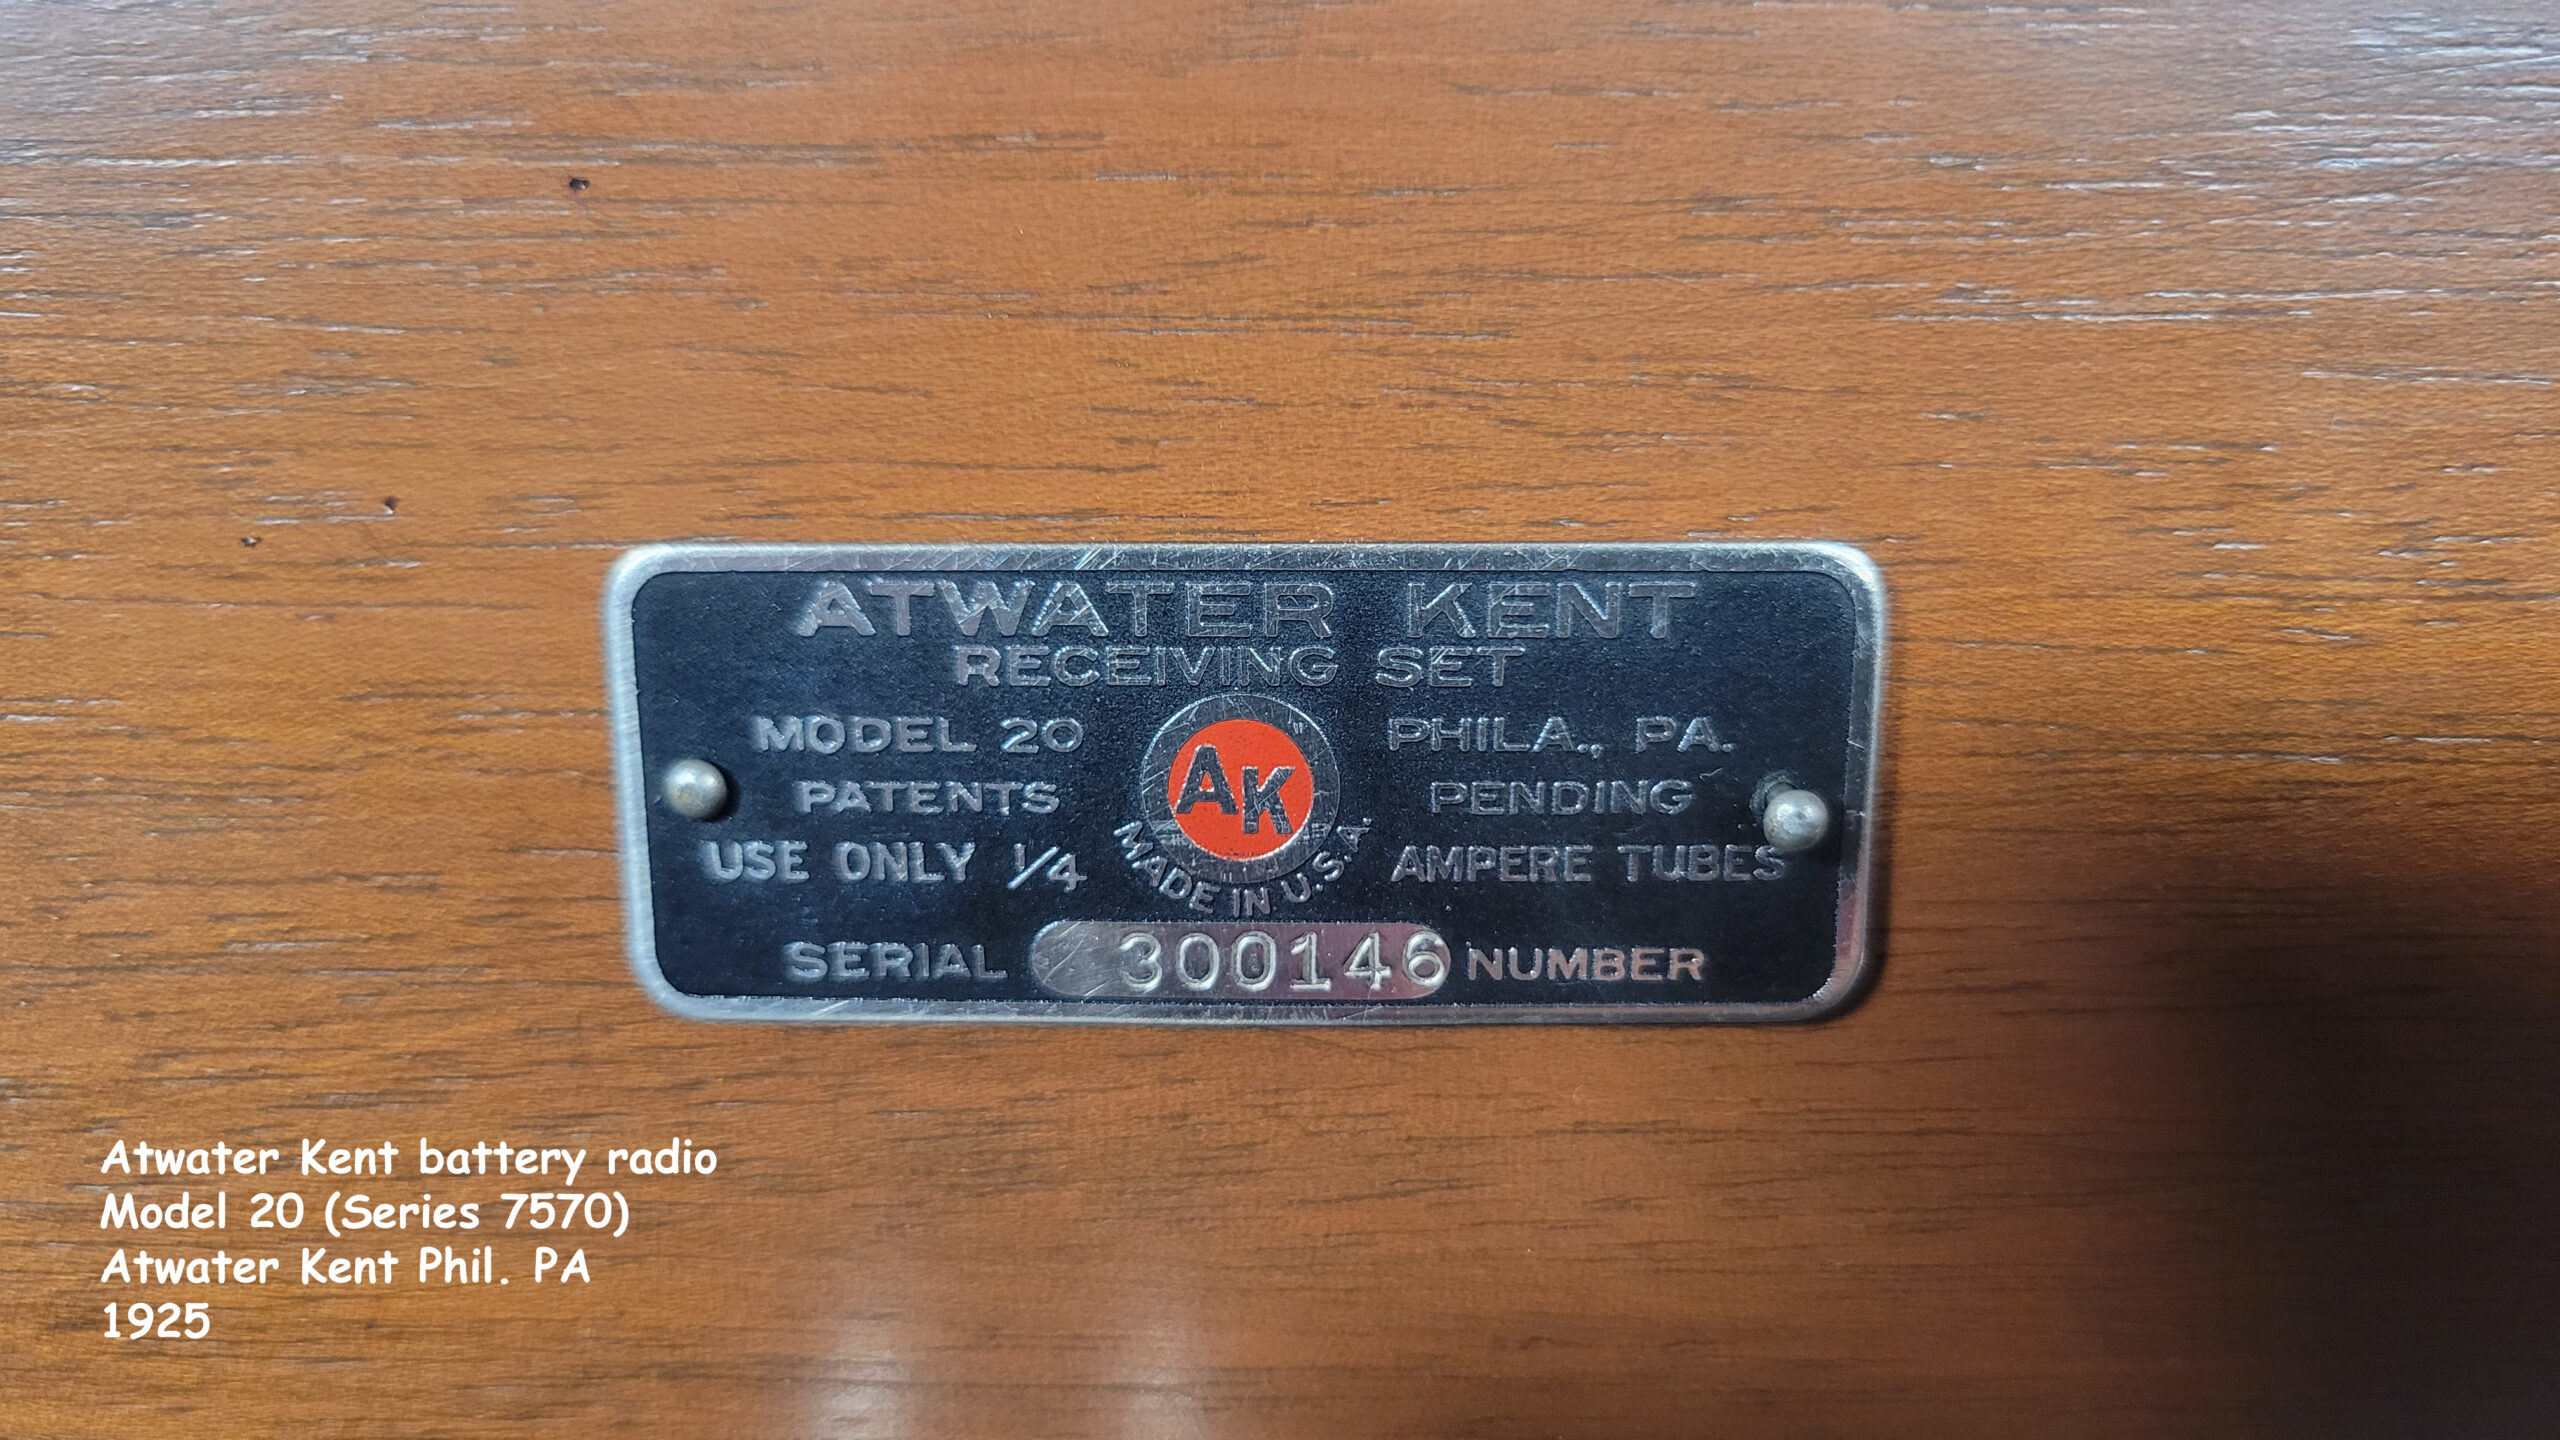 ATWATER KENT
RECEIVING SET
MODEL 20 AK PHILA., PA.
PATENTS PENDING
USE ONLY 1/4 AMPERE TUBES
MADE IN U.S.A.
SERIAL 300146 NUMBER
Atwater Kent battery radio
Model 20 (Series 7570)
Atwater Kent Phil. PA
1925